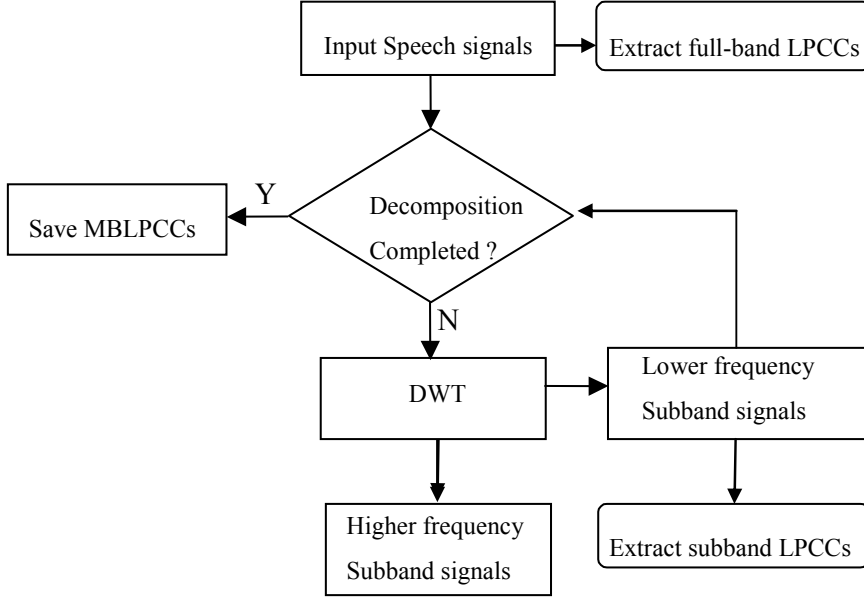 Input Speech signals
Extract full-band LPCCs
Y
Decomposition
Completed ?
Save MBLPCCs
N
DWT
Lower frequency
Subband signals
Higher frequency
Subband signals
Extract subband LPCCs